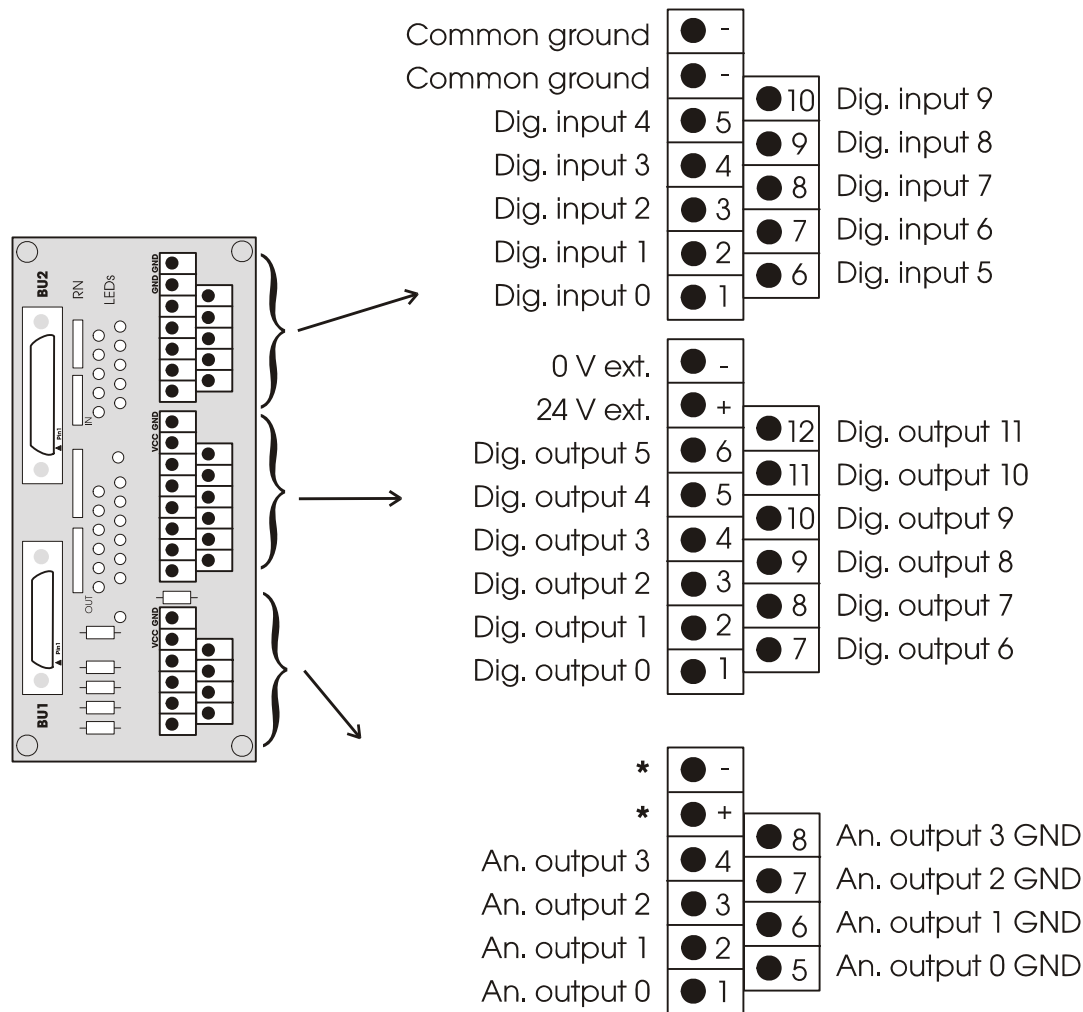 Common ground -
Common ground -
10 Dig. input 9
Dig. input 4 5
9 Dig. input 8
Dig. input 3 4
8 Dig. input 7
Dig. input 2 3
7 Dig. input 6
Dig. input 1 2
6 Dig. input 5
Dig. input 0 1
BU2
RN
LEDs
GND GND
Pin1
IN
VCC GND
OUT
VCC GND
Pin1
BU1
0 V ext. -
24 V ext. +
12 Dig. output 11
Dig. output 5 6
11 Dig. output 10
Dig. output 4 5
10 Dig. output 9
Dig. output 3 4
9 Dig. output 8
Dig. output 2 3
8 Dig. output 7
Dig. output 1 2
7 Dig. output 6
Dig. output 0 1
* -
* +
8 An. output 3 GND
An. output 3 4
7 An. output 2 GND
An. output 2 3
6 An. output 1 GND
An. output 1 2
5 An. output 0 GND
An. output 0 1